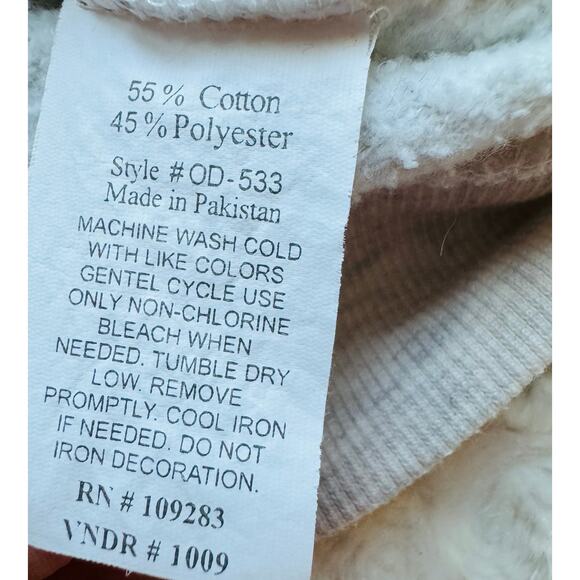 55% Cotton
45% Polyester
Style #OD-533
Made in Pakistan
MACHINE WASH COLD
WITH LIKE COLORS
GENTEL CYCLE USE
ONLY NON-CHLORINE
BLEACH WHEN
NEEDED. TUMBLE DRY
LOW. REMOVE
PROMPTLY. COOL IRON
IF NEEDED. DO NOT
IRON DECORATION.
RN # 109283
VNDR # 1009